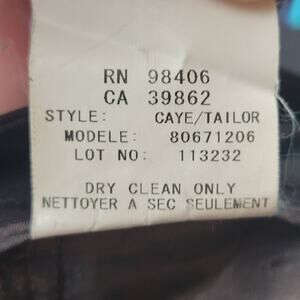 RN 98406
CA 39862
STYLE: CAYE/TAILOR
MODELE: 80671206
LOT NO: 113232
DRY CLEAN ONLY
NETTOYER A SEC SEULEMENT